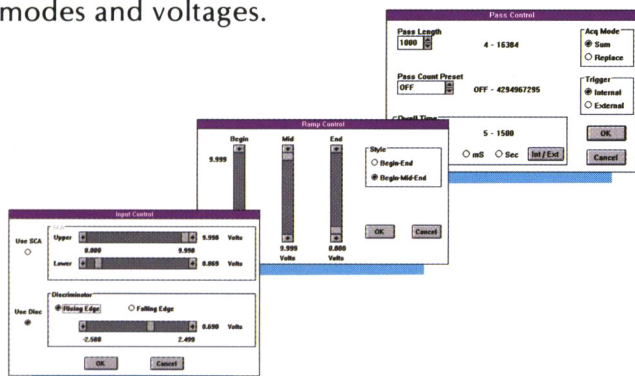 modes and voltages.
Pass Control
Pass Length
1000
4 - 16384
Acq Mode
Sum
Replace
Pass Count Preset
OFF
OFF - 4294967295
Trigger
Internal
External
Dwell Time
5 - 1500
mS
Sec
Int / Ext
OK
Cancel
Ramp Control
Begin
Mid
End
9.999
9.999
Volts
0.000
Volts
Style
Begin-End
Begin-Mid-End
OK
Cancel
Input Control
Use SCA
Upper
9.998 Volts
0.000
9.998
Lower
0.069 Volts
Use Disc
Discriminator
Rising Edge
Falling Edge
0.690 Volts
-2.500
2.499
OK
Cancel